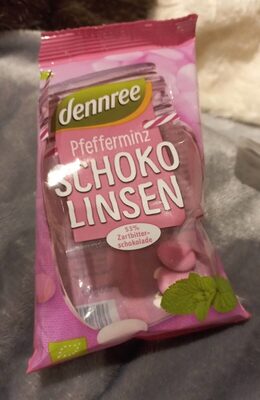 dennree
Pfefferminz
SCHOKO
LINSEN
53%
Zartbitter-
schokolade